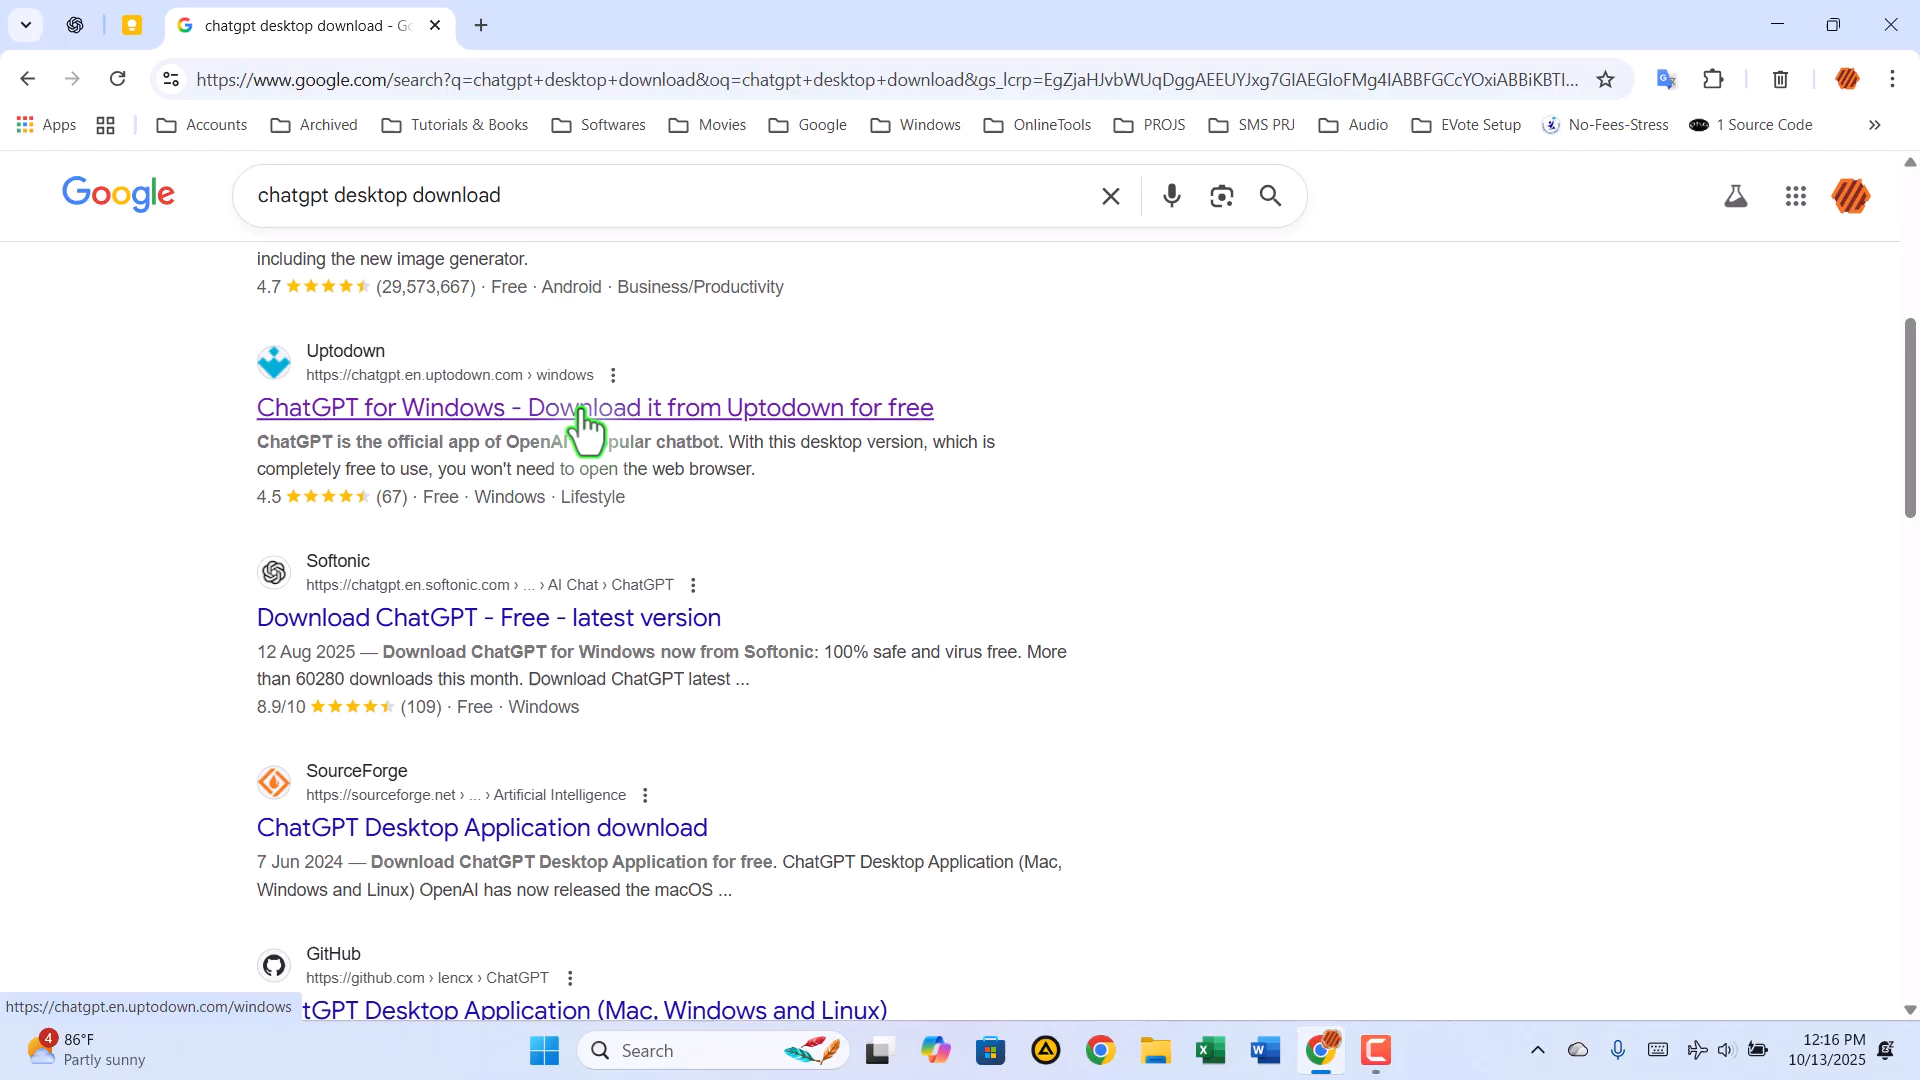 chatgpt desktop download - Go
https://www.google.com/search?q=chatgpt+desktop+download&oq=chatgpt+desktop+download&gs_lcrp=EgZjaHJvbWUqDggAEEUYJxg7GIAEGIoFMg4IABBFGCcYOxiABBiKBTI...
Apps
Accounts
Archived
Tutorials & Books
Softwares
Movies
Google
Windows
OnlineTools
PROJS
SMS PRJ
Audio
EVote Setup
No-Fees-Stress
1 Source Code
Google
chatgpt desktop download
including the new image generator.
4.7 (29,573,667) · Free · Android · Business/Productivity
Uptodown
https://chatgpt.en.uptodown.com › windows
ChatGPT for Windows - Download it from Uptodown for free
ChatGPT is the official app of OpenAI pular chatbot. With this desktop version, which is
completely free to use, you won't need to open the web browser.
4.5 (67) · Free · Windows · Lifestyle
Softonic
https://chatgpt.en.softonic.com › ... › AI Chat › ChatGPT
Download ChatGPT - Free - latest version
12 Aug 2025 — Download ChatGPT for Windows now from Softonic: 100% safe and virus free. More
than 60280 downloads this month. Download ChatGPT latest ...
8.9/10 (109) · Free · Windows
SourceForge
https://sourceforge.net › ... › Artificial Intelligence
ChatGPT Desktop Application download
7 Jun 2024 — Download ChatGPT Desktop Application for free. ChatGPT Desktop Application (Mac,
Windows and Linux) OpenAI has now released the macOS ...
GitHub
https://github.com › lencx › ChatGPT
tGPT Desktop Application (Mac, Windows and Linux)
https://chatgpt.en.uptodown.com/windows
4
86°F
Partly sunny
Search
12:16 PM
10/13/2025